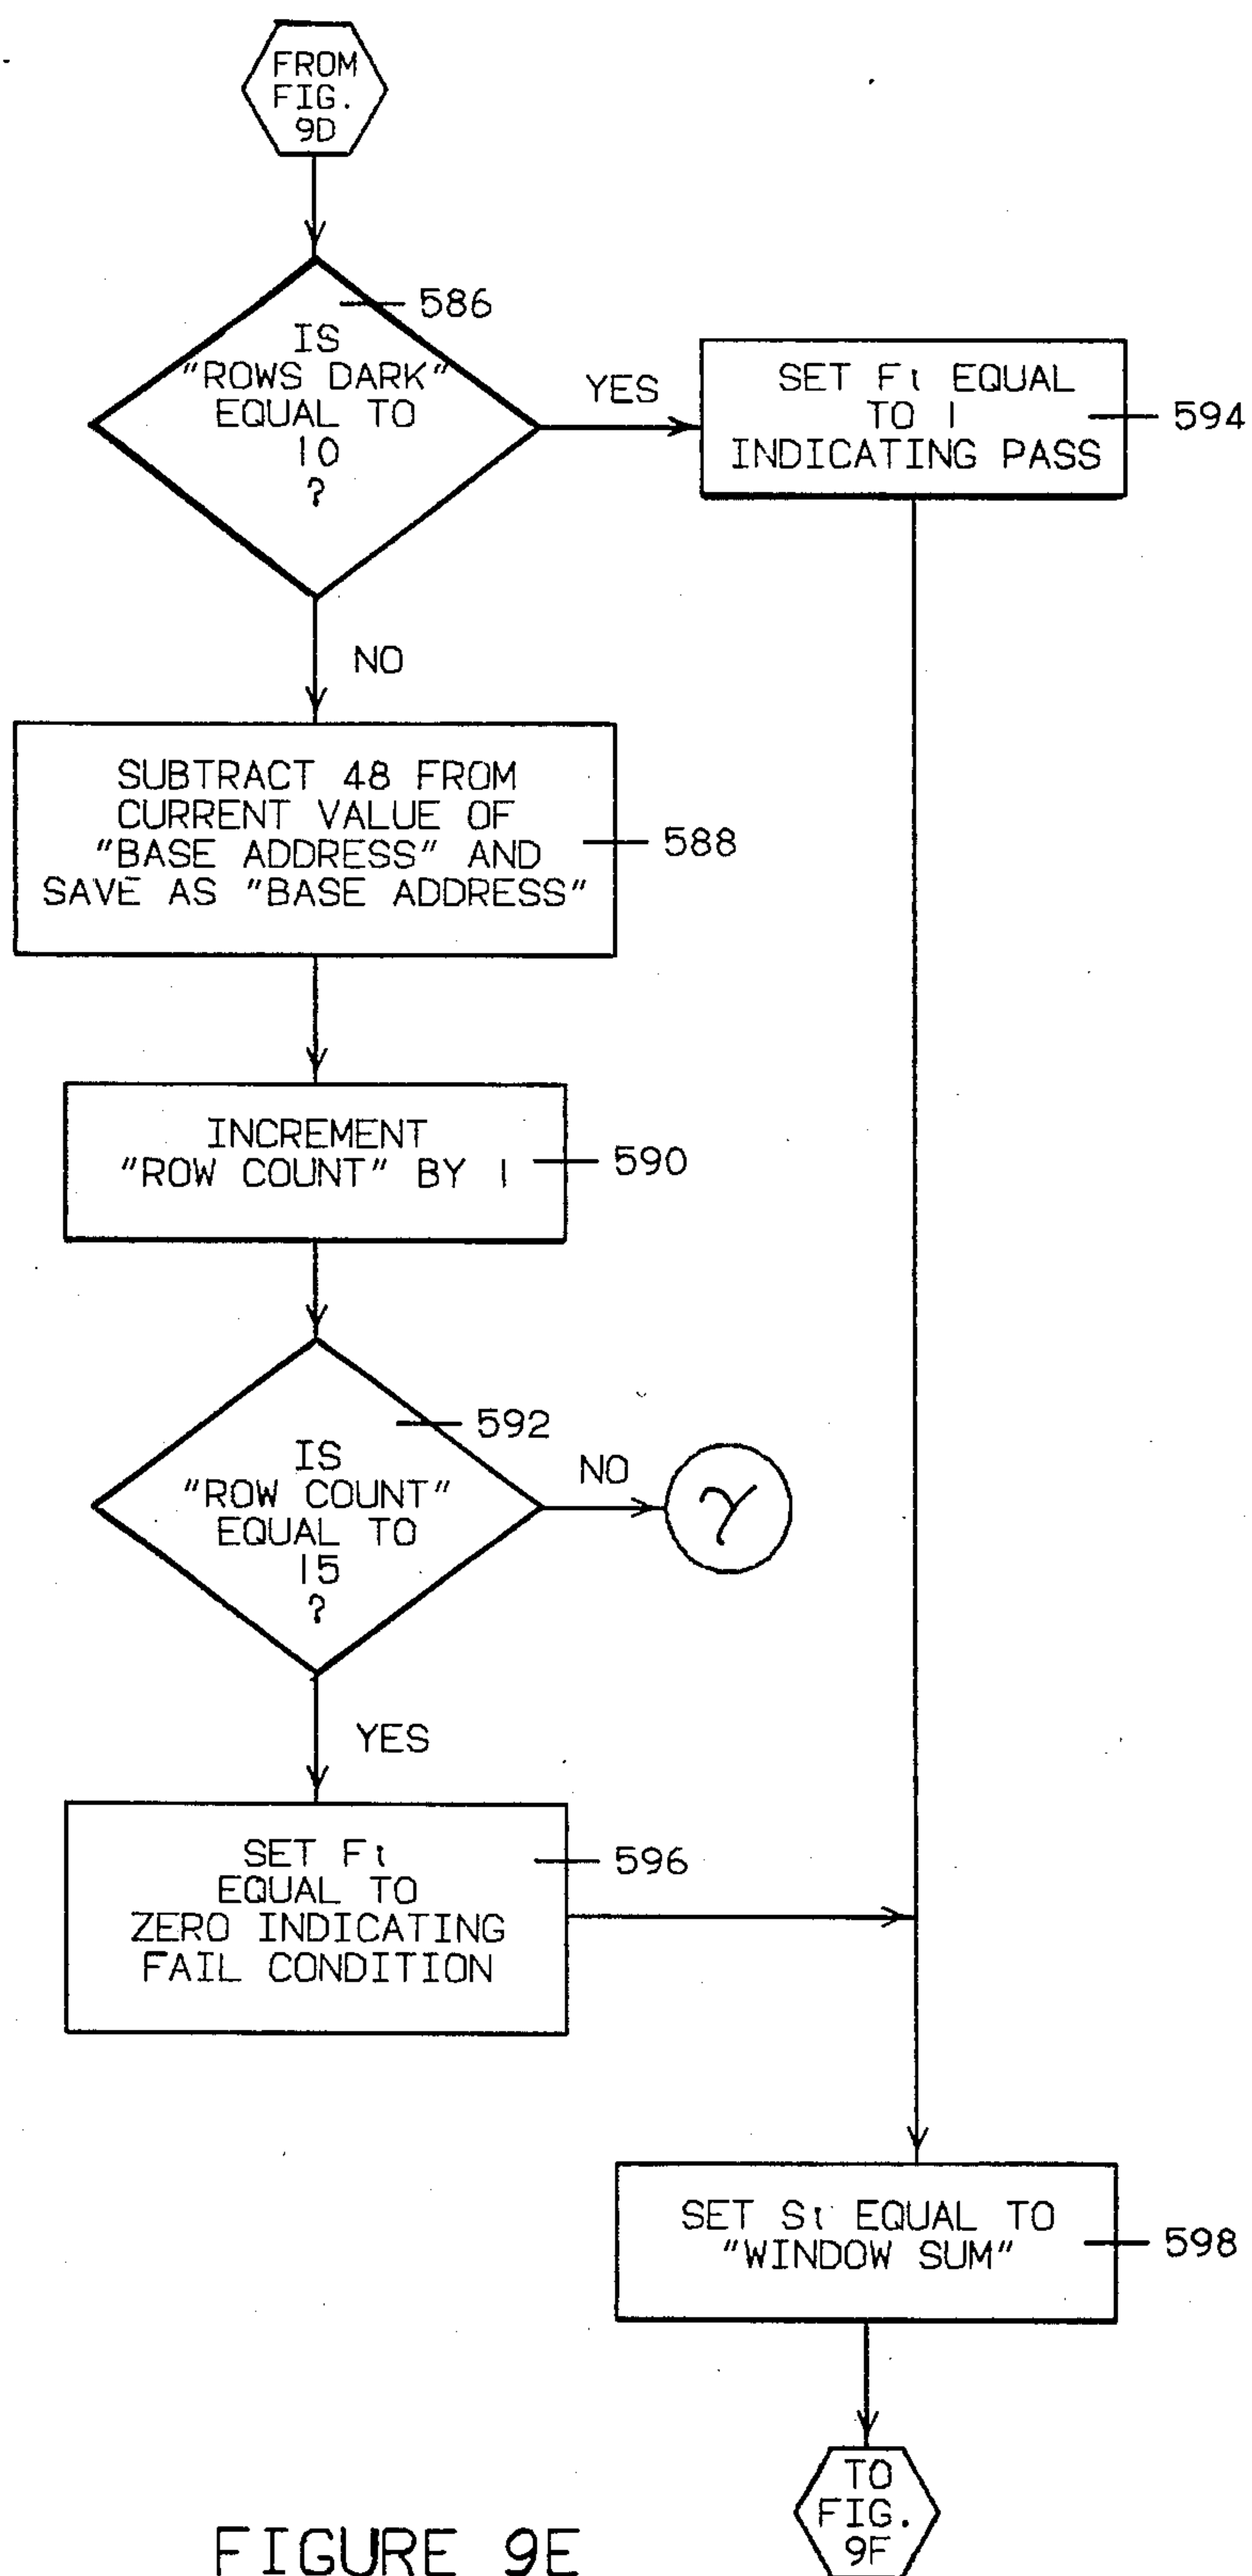 FROM
FIG.
9D
586
IS
"ROWS DARK"
EQUAL TO
10
?
YES
SET Ft EQUAL
TO 1
INDICATING PASS
594
NO
SUBTRACT 48 FROM
CURRENT VALUE OF
"BASE ADDRESS" AND
SAVE AS "BASE ADDRESS"
588
INCREMENT
"ROW COUNT" BY 1
590
592
IS
"ROW COUNT"
EQUAL TO
15
?
NO
γ
YES
SET Ft
EQUAL TO
ZERO INDICATING
FAIL CONDITION
596
SET St EQUAL TO
"WINDOW SUM"
598
TO
FIG.
9F
FIGURE 9E